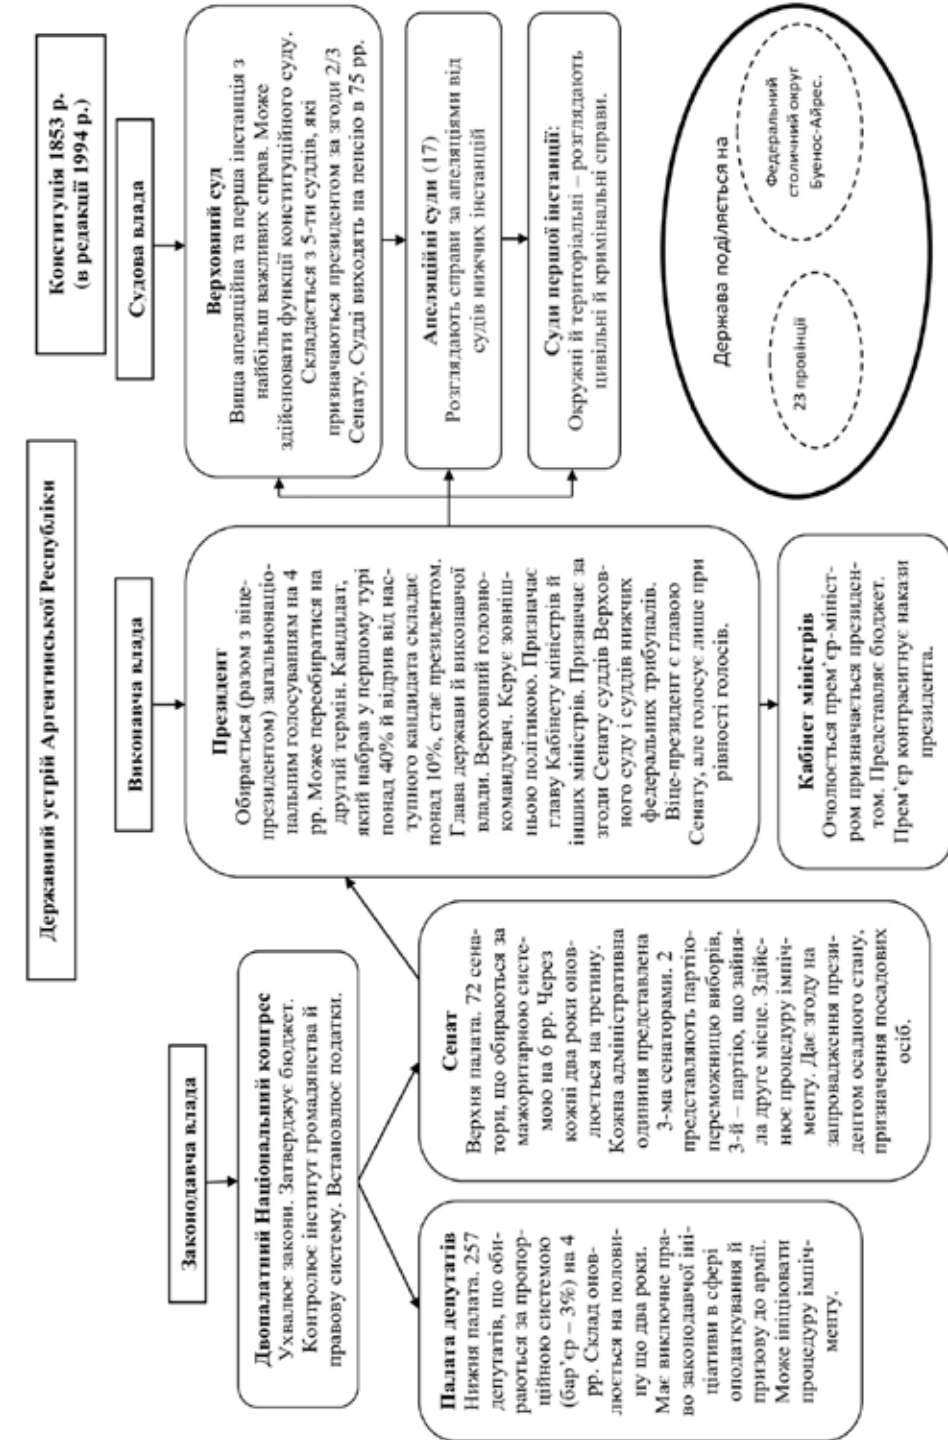 Державний устрій Аргентинської Республіки
Конституція 1853 р.
(в редакції 1994 р.)
Законодавча влада
Двопалатний Національний конгрес
Ухвалює закони. Затверджує бюджет.
Контролює інститут громадянства й
правову систему. Встановлює податки.
Палата депутатів
Нижня палата. 257
депутатів, що оби-
раються за пропор-
ційною системою
(бар’єр – 3%) на 4
рр. Склад онов-
люється на полови-
ну що два роки.
Має виключне пра-
во законодавчої іні-
ціативи в сфері
оподаткування й
призову до армії.
Може ініціювати
процедуру імпіч-
менту.
Сенат
Верхня палата. 72 сена-
тори, що обираються за
мажоритарною систе-
мою на 6 рр. Через
кожні два роки онов-
люється на третину.
Кожна адміністративна
одиниця представлена
3-ма сенаторами. 2
представляють партію-
переможницю виборів,
3-й – партію, що зайня-
ла друге місце. Здійс-
нює процедуру імпіч-
менту. Дає згоду на
запровадження прези-
дентом осадного стану,
призначення посадових
осіб.
Виконавча влада
Президент
Обирається (разом з віце-
президентом) загальнонаціо-
нальним голосуванням на 4
рр. Може переобиратися на
другий термін. Кандидат,
який набрав у першому турі
понад 40% й відрив від нас-
тупного кандидата складає
понад 10%, стає президентом.
Глава держави й виконавчої
влади. Верховний головно-
командувач. Керує зовніш-
ньою політикою. Призначає
главу Кабінету міністрів й
інших міністрів. Призначає за
згоди Сенату суддів Верхов-
ного суду і суддів нижчих
федеральних трибуналів.
Віце-президент є главою
Сенату, але голосує лише при
рівності голосів.
Кабінет міністрів
Очолюється прем’єр-мініст-
ром призначається президен-
том. Представляє бюджет.
Прем’єр контрасигнує накази
президента.
Судова влада
Верховний суд
Вища апеляційна та перша інстанція з
найбільш важливих справ. Може
здійснювати функції конституційного суду.
Складається з 5-ти суддів, які
призначаються президентом за згоди 2/3
Сенату. Судді виходять на пенсію в 75 рр.
Апеляційні суди (17)
Розглядають справи за апеляціями від
судів нижчих інстанцій
Суди першої інстанції:
Окружні й територіальні – розглядають
цивільні й кримінальні справи.
Держава поділяється на
23 провінції
Федеральний
столичний округ
Буенос-Айрес.